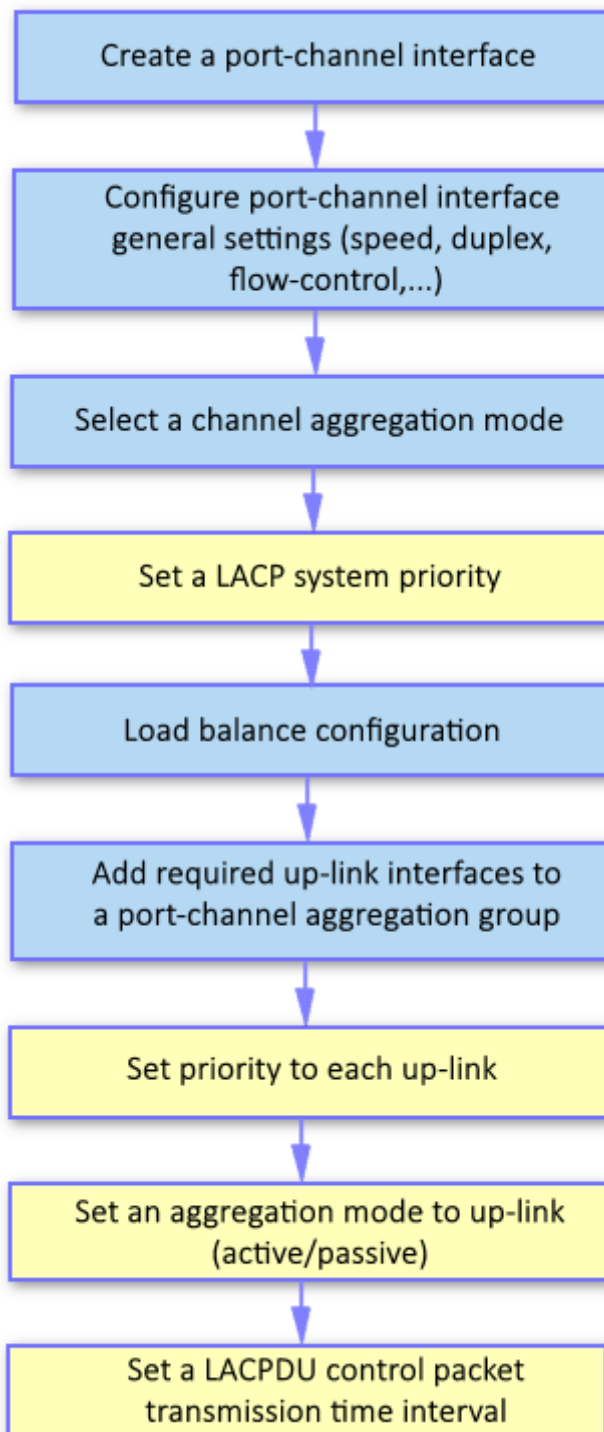 Create a port-channel interface
Configure port-channel interface
general settings (speed, duplex,
flow-control,...)
Select a channel aggregation mode
Set a LACP system priority
Load balance configuration
Add required up-link interfaces to
a port-channel aggregation group
Set priority to each up-link
Set an aggregation mode to up-link
(active/passive)
Set a LACPDU control packet
transmission time interval